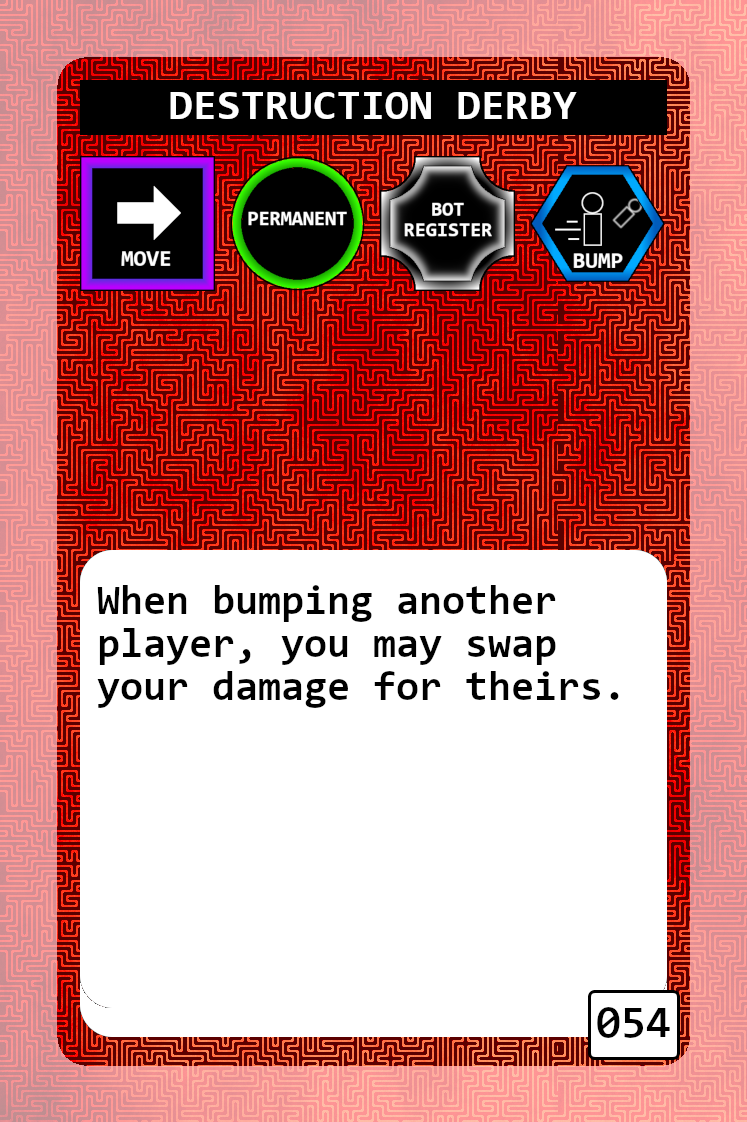 DESTRUCTION DERBY
MOVE
PERMANENT
BOT
REGISTER
BUMP
When bumping another
player, you may swap
your damage for theirs.
054